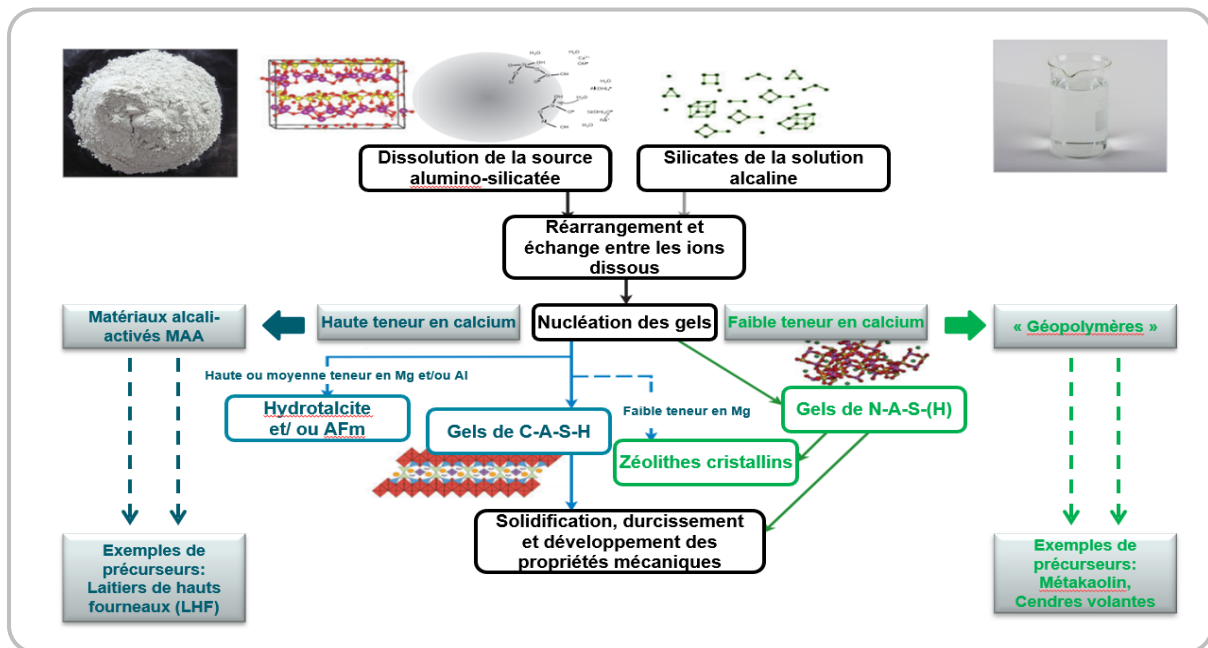 Dissolution de la source
alumino-silicatée
Silicates de la solution
alcaline
Réarrangement et
échange entre les ions
dissous
Matériaux alcali-
activés MAA
Haute teneur en calcium
Nucléation des gels
Faible teneur en calcium
« Géopolymères »
Haute ou moyenne teneur en Mg et/ou Al
Hydrotalcite
et/ ou AFm
Gels de C-A-S-H
Faible teneur en Mg
Gels de N-A-S-(H)
Zéolithes cristallins
Solidification, durcissement
et développement des
propriétés mécaniques
Exemples de
précurseurs:
Laitiers de hauts
fourneaux (LHF)
Exemples de
précurseurs:
Métakaolin,
Cendres volantes